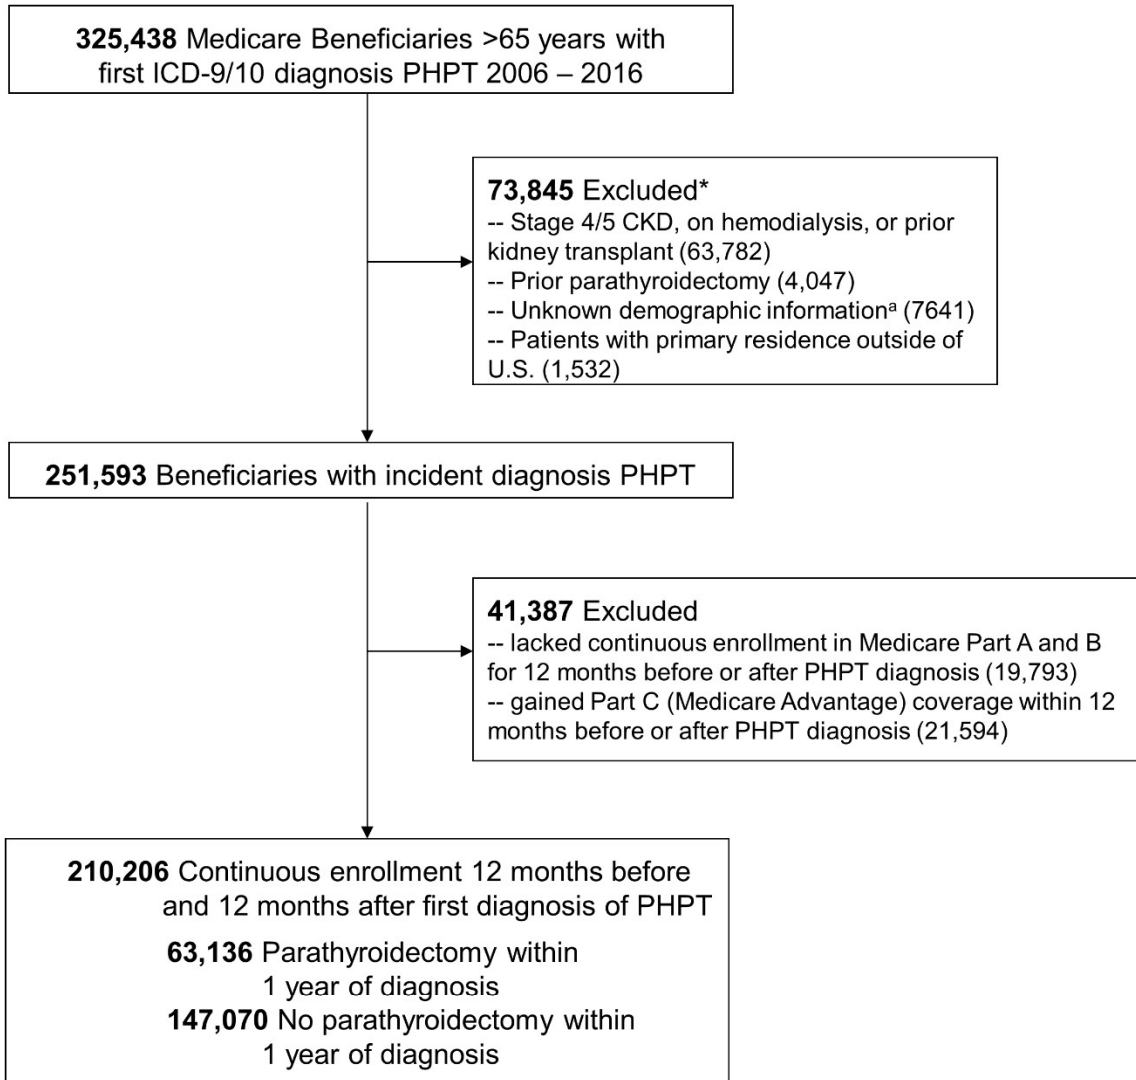 325,438 Medicare Beneficiaries >65 years with
first ICD-9/10 diagnosis PHPT 2006 – 2016
73,845 Excluded*
-- Stage 4/5 CKD, on hemodialysis, or prior
kidney transplant (63,782)
-- Prior parathyroidectomy (4,047)
-- Unknown demographic informationᵃ (7641)
-- Patients with primary residence outside of
U.S. (1,532)
251,593 Beneficiaries with incident diagnosis PHPT
41,387 Excluded
-- lacked continuous enrollment in Medicare Part A and B
for 12 months before or after PHPT diagnosis (19,793)
-- gained Part C (Medicare Advantage) coverage within 12
months before or after PHPT diagnosis (21,594)
210,206 Continuous enrollment 12 months before
and 12 months after first diagnosis of PHPT
63,136 Parathyroidectomy within
1 year of diagnosis
147,070 No parathyroidectomy within
1 year of diagnosis